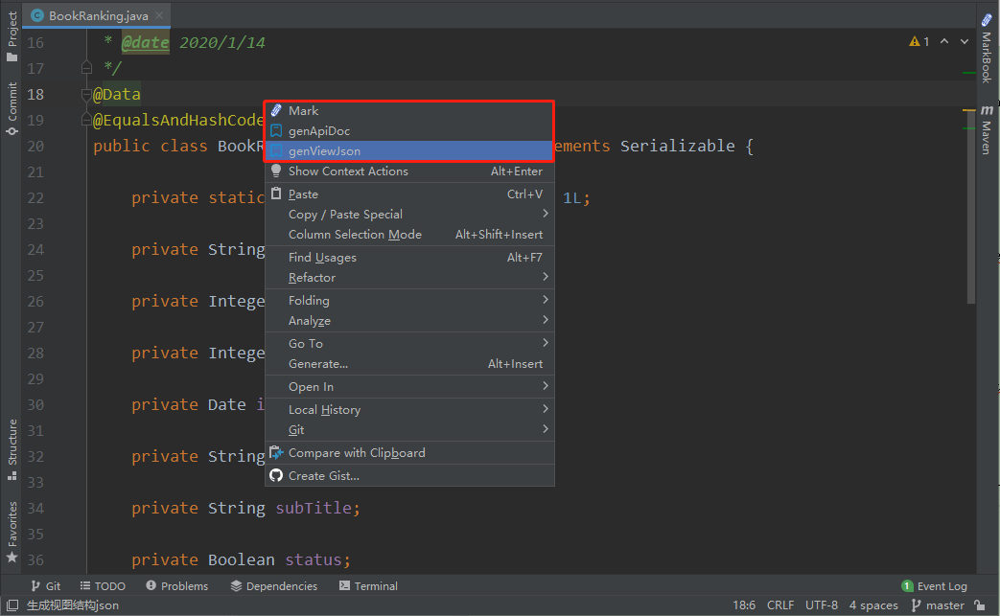 BookRanking.java
Project
Commit
Structure
Favorites
16 * @date 2020/1/14
17 */
18 @Data
19 @EqualsAndHashCode
20 public class BookR ements Serializable {
21
22 private static 1L;
23
24 private String
25
26 private Intege
27
28 private Intege
29
30 private Date i
31
32 private String
33
34 private String subTitle;
35
36 private Boolean status;
1
Mark
genApiDoc
genViewJson
Show Context Actions Alt+Enter
Paste Ctrl+V
Copy / Paste Special
Column Selection Mode Alt+Shift+Insert
Find Usages Alt+F7
Refactor
Folding
Analyze
Go To
Generate... Alt+Insert
Open In
Local History
Git
Compare with Clipboard
Create Gist...
MarkBook
m Maven
Git TODO Problems Dependencies Terminal 1 Event Log
生成视图结构json 18:6 CRLF UTF-8 4 spaces master